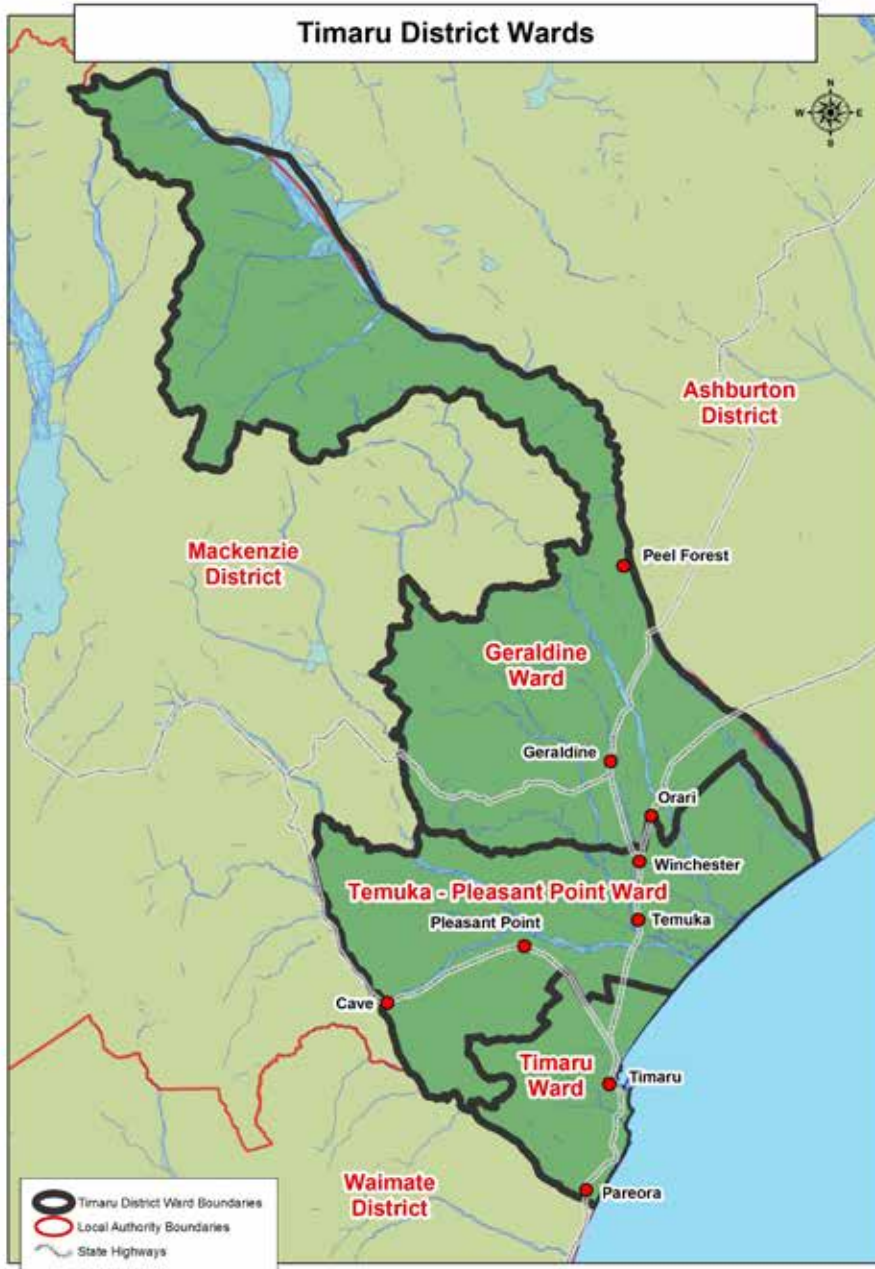 Timaru District Wards
N
W E
S
Ashburton
District
Peel Forest
Mackenzie
District
Geraldine
Ward
Geraldine
Orari
Winchester
Temuka - Pleasant Point Ward
Pleasant Point
Temuka
Cave
Timaru
Ward
Timaru
Waimate
District
Pareora
Timaru District Ward Boundaries
Local Authority Boundaries
State Highways